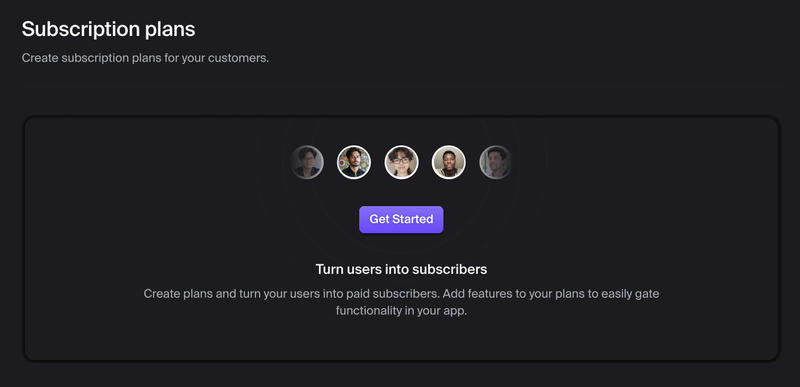 Subscription plans
Create subscription plans for your customers.
Get Started
Turn users into subscribers
Create plans and turn your users into paid subscribers. Add features to your plans to easily gate
functionality in your app.